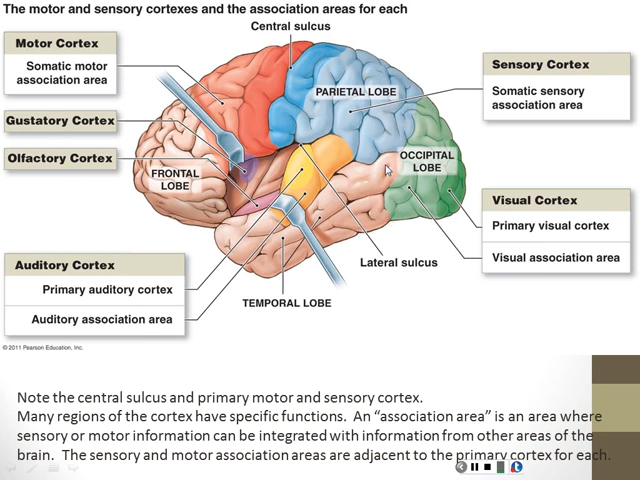 The motor and sensory cortexes and the association areas for each
Central sulcus
Motor Cortex
Somatic motor
association area
Sensory Cortex
Somatic sensory
association area
PARIETAL LOBE
Gustatory Cortex
Olfactory Cortex
OCCIPITAL
LOBE
FRONTAL
LOBE
Visual Cortex
Primary visual cortex
Visual association area
Auditory Cortex
Primary auditory cortex
Auditory association area
Lateral sulcus
TEMPORAL LOBE
© 2011 Pearson Education, Inc.
Note the central sulcus and primary motor and sensory cortex.
Many regions of the cortex have specific functions.  An “association area” is an area where
sensory or motor information can be integrated with information from other areas of the
brain.  The sensory and motor association areas are adjacent to the primary cortex for each.